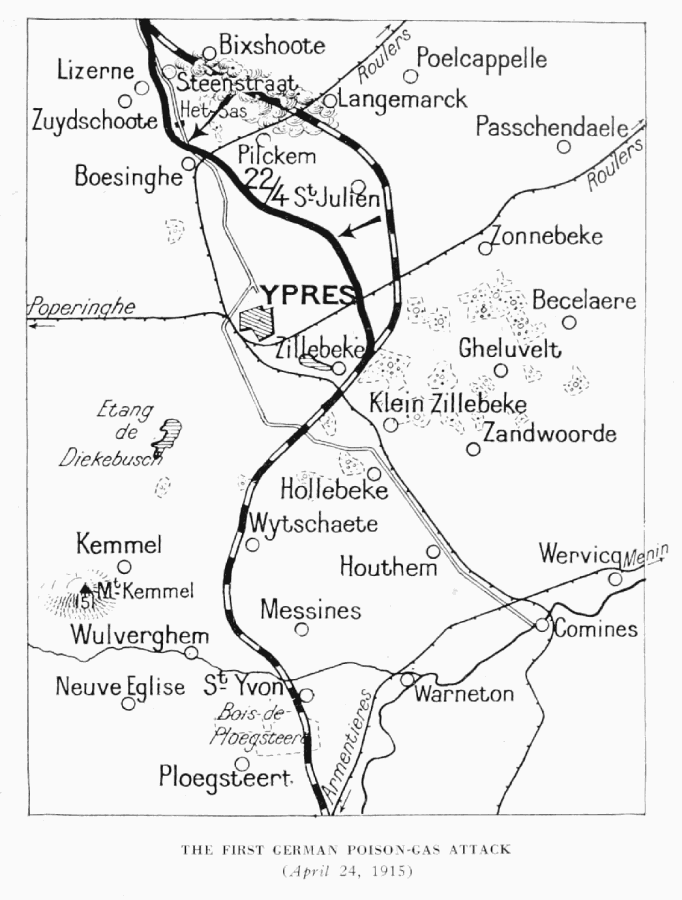 Bixshoote
Routers
Poelcappelle
Lizerne
Steenstraat
Het-Sas
Langemarck
Zuydschoote
Passchendaele
Pilckem
Boesinghe
22/4
St Julien
Routers
Zonnebeke
YPRES
Poperinghe
Becelaere
Zillebeke
Gheluvelt
Klein Zillebeke
Etang
de
Diekebusch
Zandwoorde
Hollebeke
Wytschaete
Kemmel
Houthem
Wervicq
Menin
Mt Kemmel
151
Messines
Comines
Wulverghem
Neuve Eglise
St Yvon
Warneton
Bois-de-
Ploegsteert
Armentieres
Ploegsteert
THE FIRST GERMAN POISON-GAS ATTACK
(April 24, 1915)